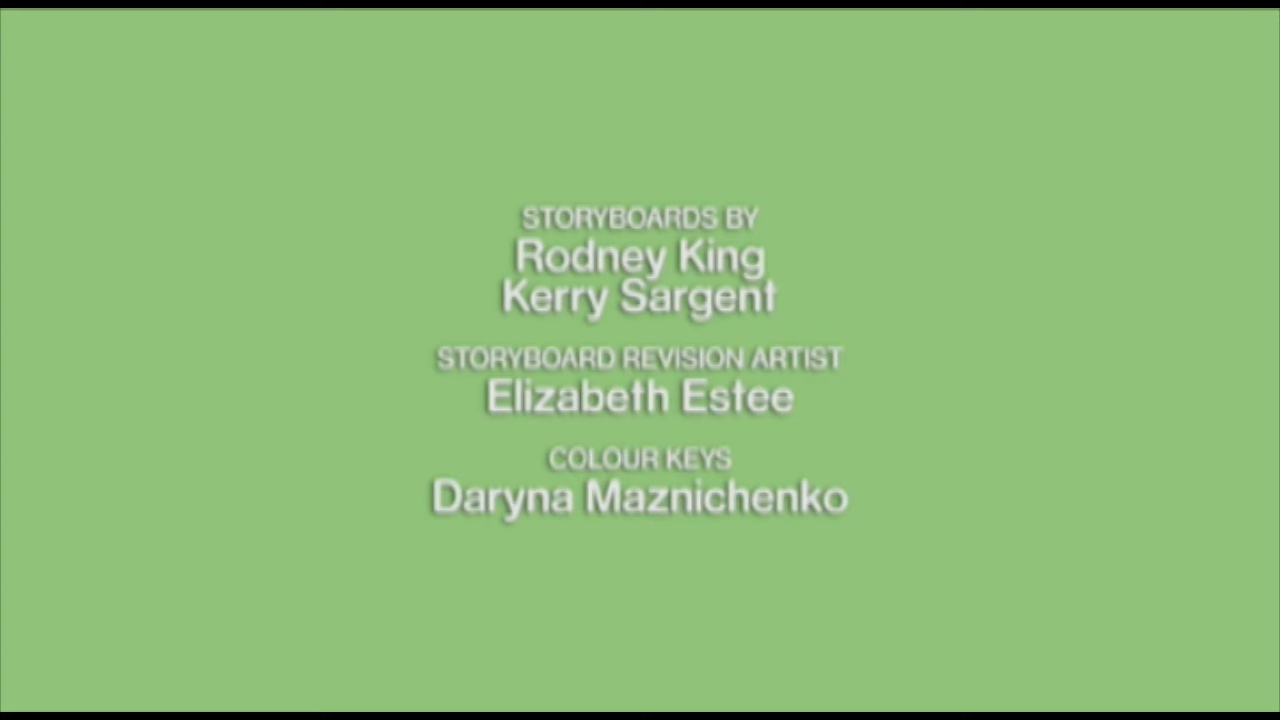 STORYBOARDS BY
Rodney King
Kerry Sargent
STORYBOARD REVISION ARTIST
Elizabeth Estee
COLOUR KEYS
Daryna Maznichenko